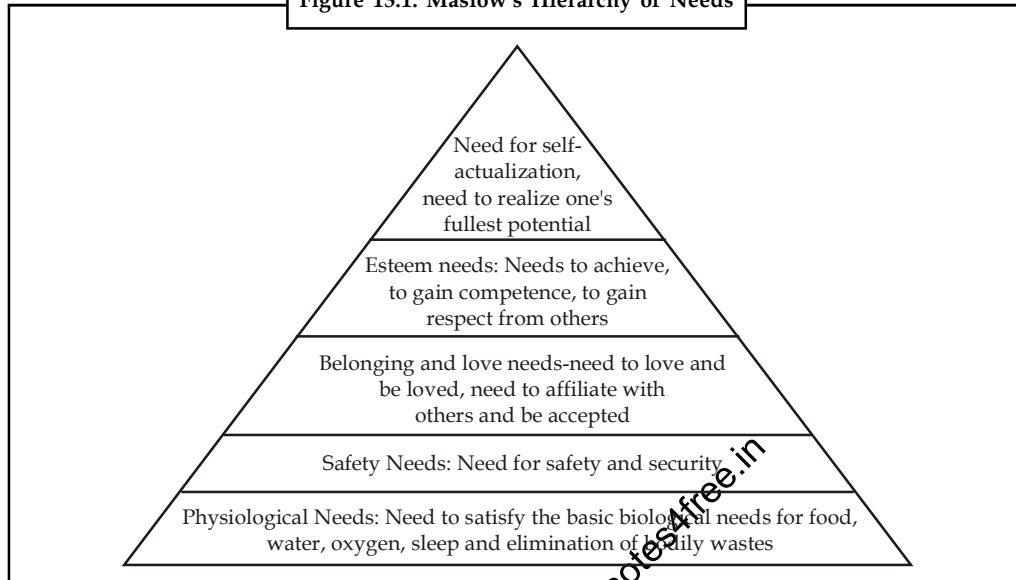 Figure 13.1: Maslow's Hierarchy of Needs
Need for self-
actualization,
need to realize one's
fullest potential
Esteem needs: Needs to achieve,
to gain competence, to gain
respect from others
Belonging and love needs-need to love and
be loved, need to affiliate with
others and be accepted
Safety Needs: Need for safety and security
Physiological Needs: Need to satisfy the basic biological needs for food,
water, oxygen, sleep and elimination of bodily wastes
notes4free.in